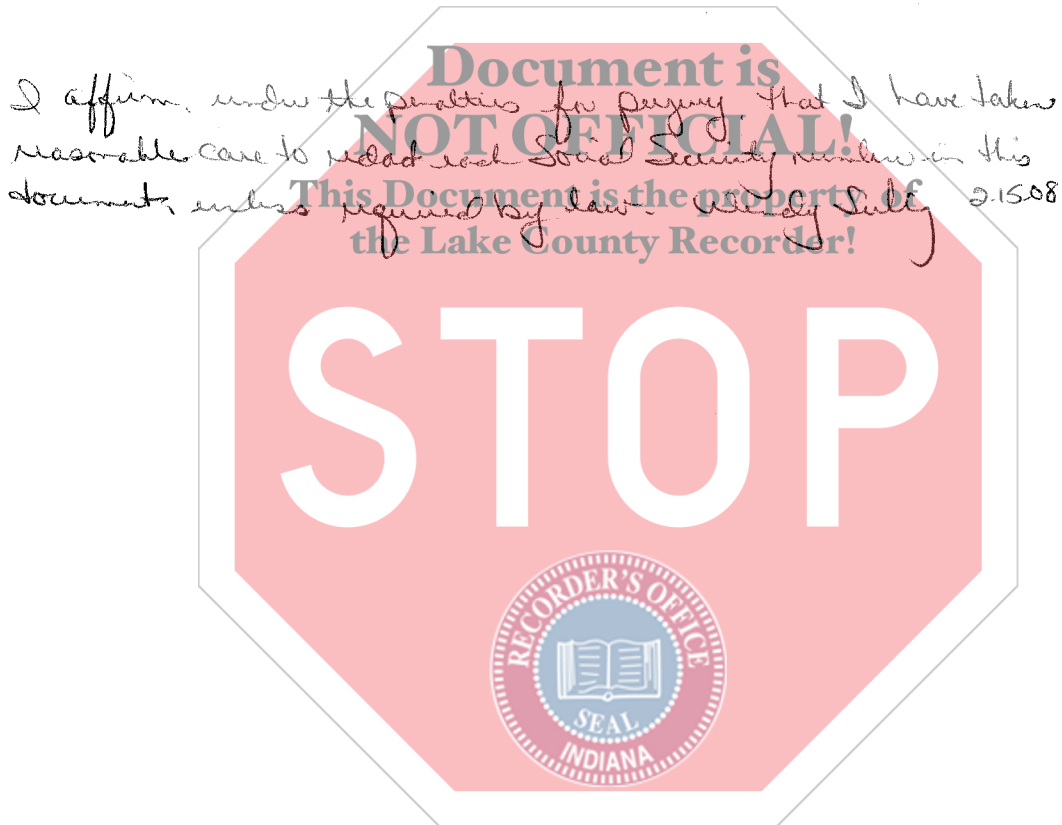 Document is
I affirm, under the penalties for perjury, that I have taken
NOT OFFICIAL!
reasonable care to redact each Social Security number in this
This Document is the property of
document, unless required by law. 2.15.08
the Lake County Recorder!
STOP
RECORDER'S OFFICE
SEAL
INDIANA